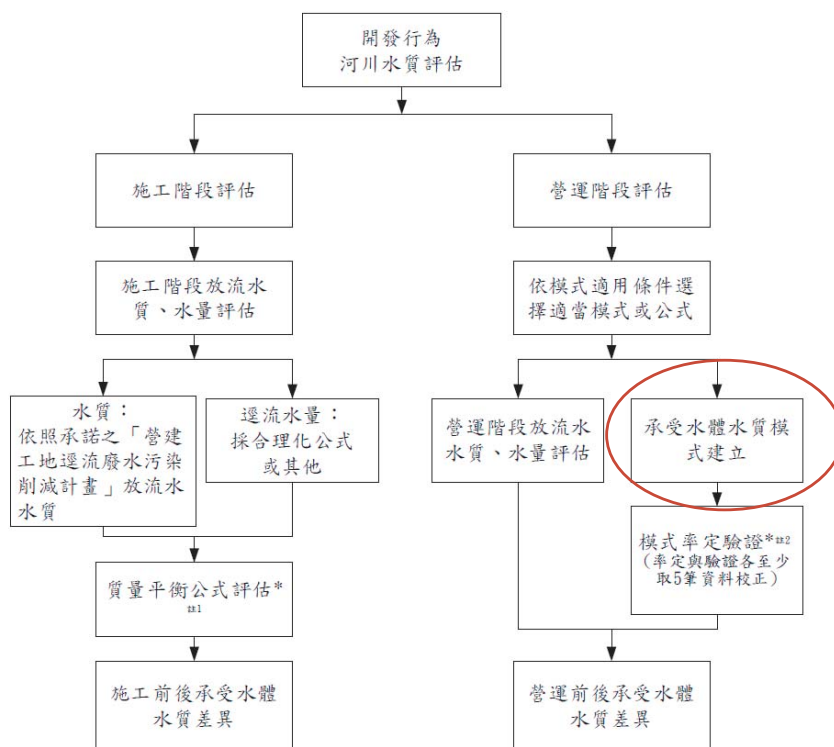 開發行為
河川水質評估
施工階段評估
營運階段評估
施工階段放流水
質、水量評估
依模式適用條件選
擇適當模式或公式
水質：
依照承諾之「營建
工地逕流廢水污染
削減計畫」放流水
水質
逕流水量：
採合理化公式
或其他
營運階段放流水
水質、水量評估
承受水體水質模
式建立
模式率定驗證*註2
（率定與驗證各至少
取5筆資料校正）
質量平衡公式評估*
註1
施工前後承受水體
水質差異
營運前後承受水體
水質差異